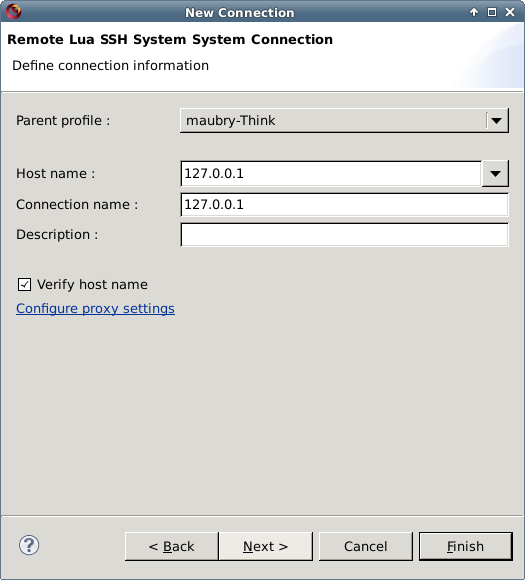 New Connection
Remote Lua SSH System System Connection
Define connection information
Parent profile : maubry-Think
Host name : 127.0.0.1
Connection name : 127.0.0.1
Description :
Verify host name
Configure proxy settings
? < Back Next > Cancel Finish